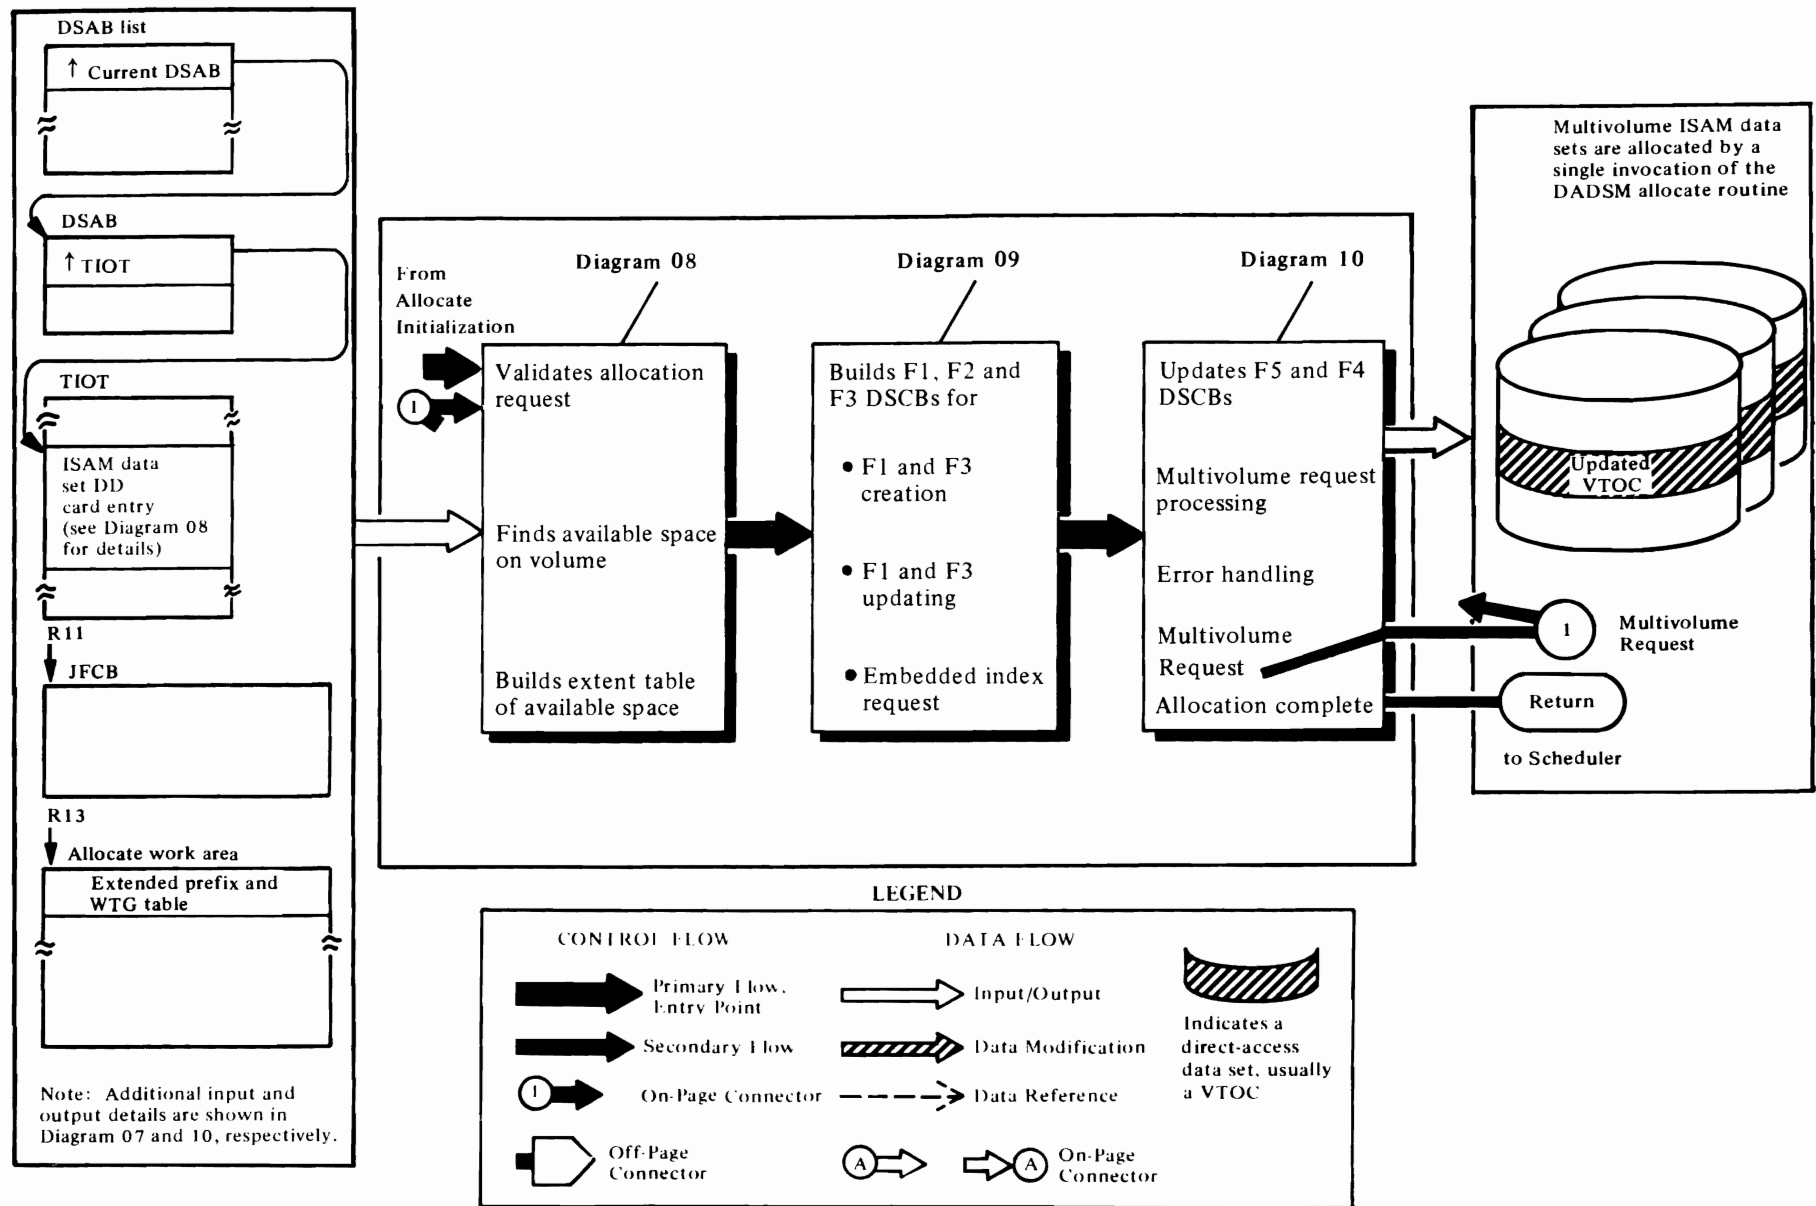 DSAB list
↑ Current DSAB
DSAB
↑ TIOT
TIOT
ISAM data
set DD
card entry
(see Diagram 08
for details)
R11
JFCB
R13
Allocate work area
Extended prefix and
WTG table
Note: Additional input and
output details are shown in
Diagram 07 and 10, respectively.
From
Allocate
Initialization
1
Diagram 08
Validates allocation
request
Finds available space
on volume
Builds extent table
of available space
Diagram 09
Builds F1, F2 and
F3 DSCBs for
• F1 and F3
creation
• F1 and F3
updating
• Embedded index
request
Diagram 10
Updates F5 and F4
DSCBs
Multivolume request
processing
Error handling
Multivolume
Request
Allocation complete
Multivolume ISAM data
sets are allocated by a
single invocation of the
DADSM allocate routine
Updated
VTOC
1
Multivolume
Request
Return
to Scheduler
LEGEND
CONTROL FLOW
Primary Flow,
Entry Point
Secondary Flow
1
On-Page Connector
Off-Page
Connector
DATA FLOW
Input/Output
Data Modification
Data Reference
A
A
On-Page
Connector
Indicates a
direct-access
data set, usually
a VTOC